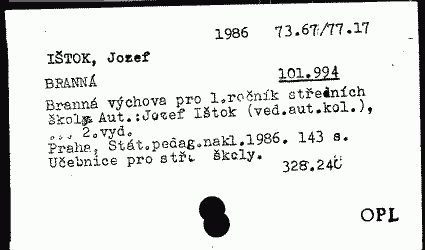 1986 73.67/77.17
IŠTOK, Jozef
101.994
BRANNÁ
Branná výchova pro 1.ročník středních
školy Aut.:Jozef Ištok (ved.aut.kol.),
... 2.vyd.
Praha, Stát.pedag.nakl.1986. 143 s.
Učebnice pro stř. školy.
328.240
OPL